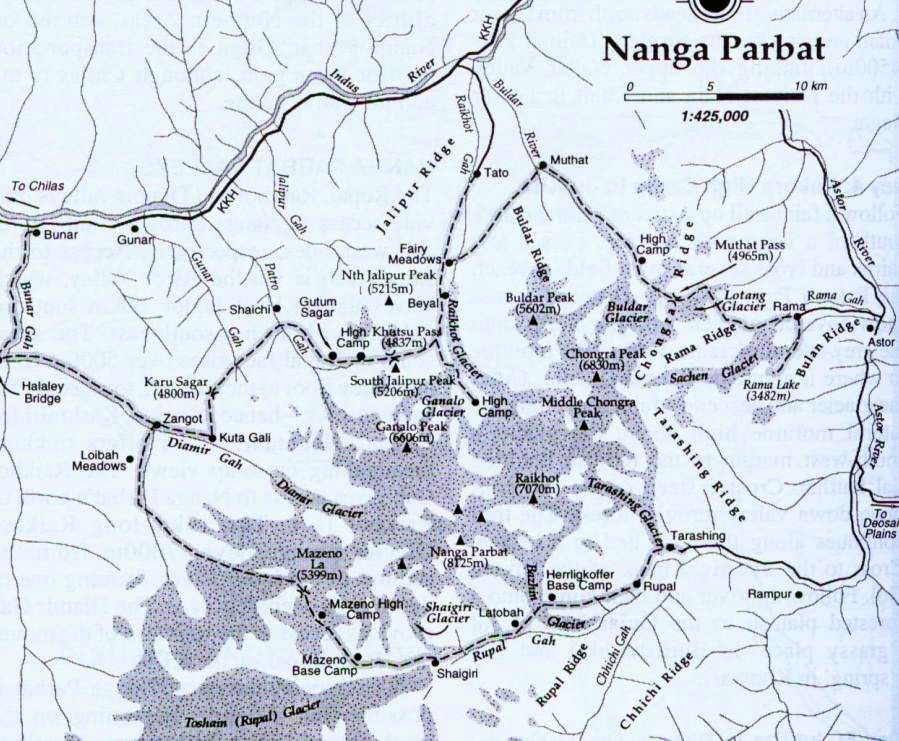 Nanga Parbat
0 5 10 km
1:425,000
KKH
Indus River
Buldar
River
Raikhot
Gah
Tato
Muthat
To Chilas
KKH
Jalipur
Gah
Jalipur Ridge
Bunar
Gunar
Astor
River
Buldar Ridge
High
Camp
Muthat Pass
(4965m)
Fairy
Meadows
Nth Jalipur Peak
(5215m)
Beyal
Gunar
Gah
Patro
Gah
Shaichi
Gutum
Sagar
High
Camp
Khutsu Pass
(4837m)
Raikhot Glacier
Buldar Peak
(5602m)
Buldar
Glacier
Chongra Ridge
Lotang
Glacier
Rama
Rama Gah
Rama Ridge
Bulan Ridge
Astor
Bunar Gah
Halaley
Bridge
Karu Sagar
(4800m)
South Jalipur Peak
(5206m)
Chongra Peak
(6830m)
Sachen Glacier
Rama Lake
(3482m)
Ganalo
Glacier
High
Camp
Middle Chongra
Peak
Zangot
Diamir
Gah
Kuta Gali
Ganalo Peak
(6606m)
Tarashing Ridge
Astor River
Loibah
Meadows
Diamir
Glacier
Raikhot
(7070m)
Tarashing Glacier
To
Deosai
Plains
Tarashing
Mazeno
La
(5399m)
Nanga Parbat
(8125m)
Bazhin
Glacier
Herrligkoffer
Base Camp
Rupal
Rampur
Mazeno High
Camp
Shaigiri
Glacier
Latobah
Mazeno
Base Camp
Shaigiri
Rupal Gah
Rupal Ridge
Chhichi Gah
Chhichi Ridge
Toshain (Rupal) Glacier